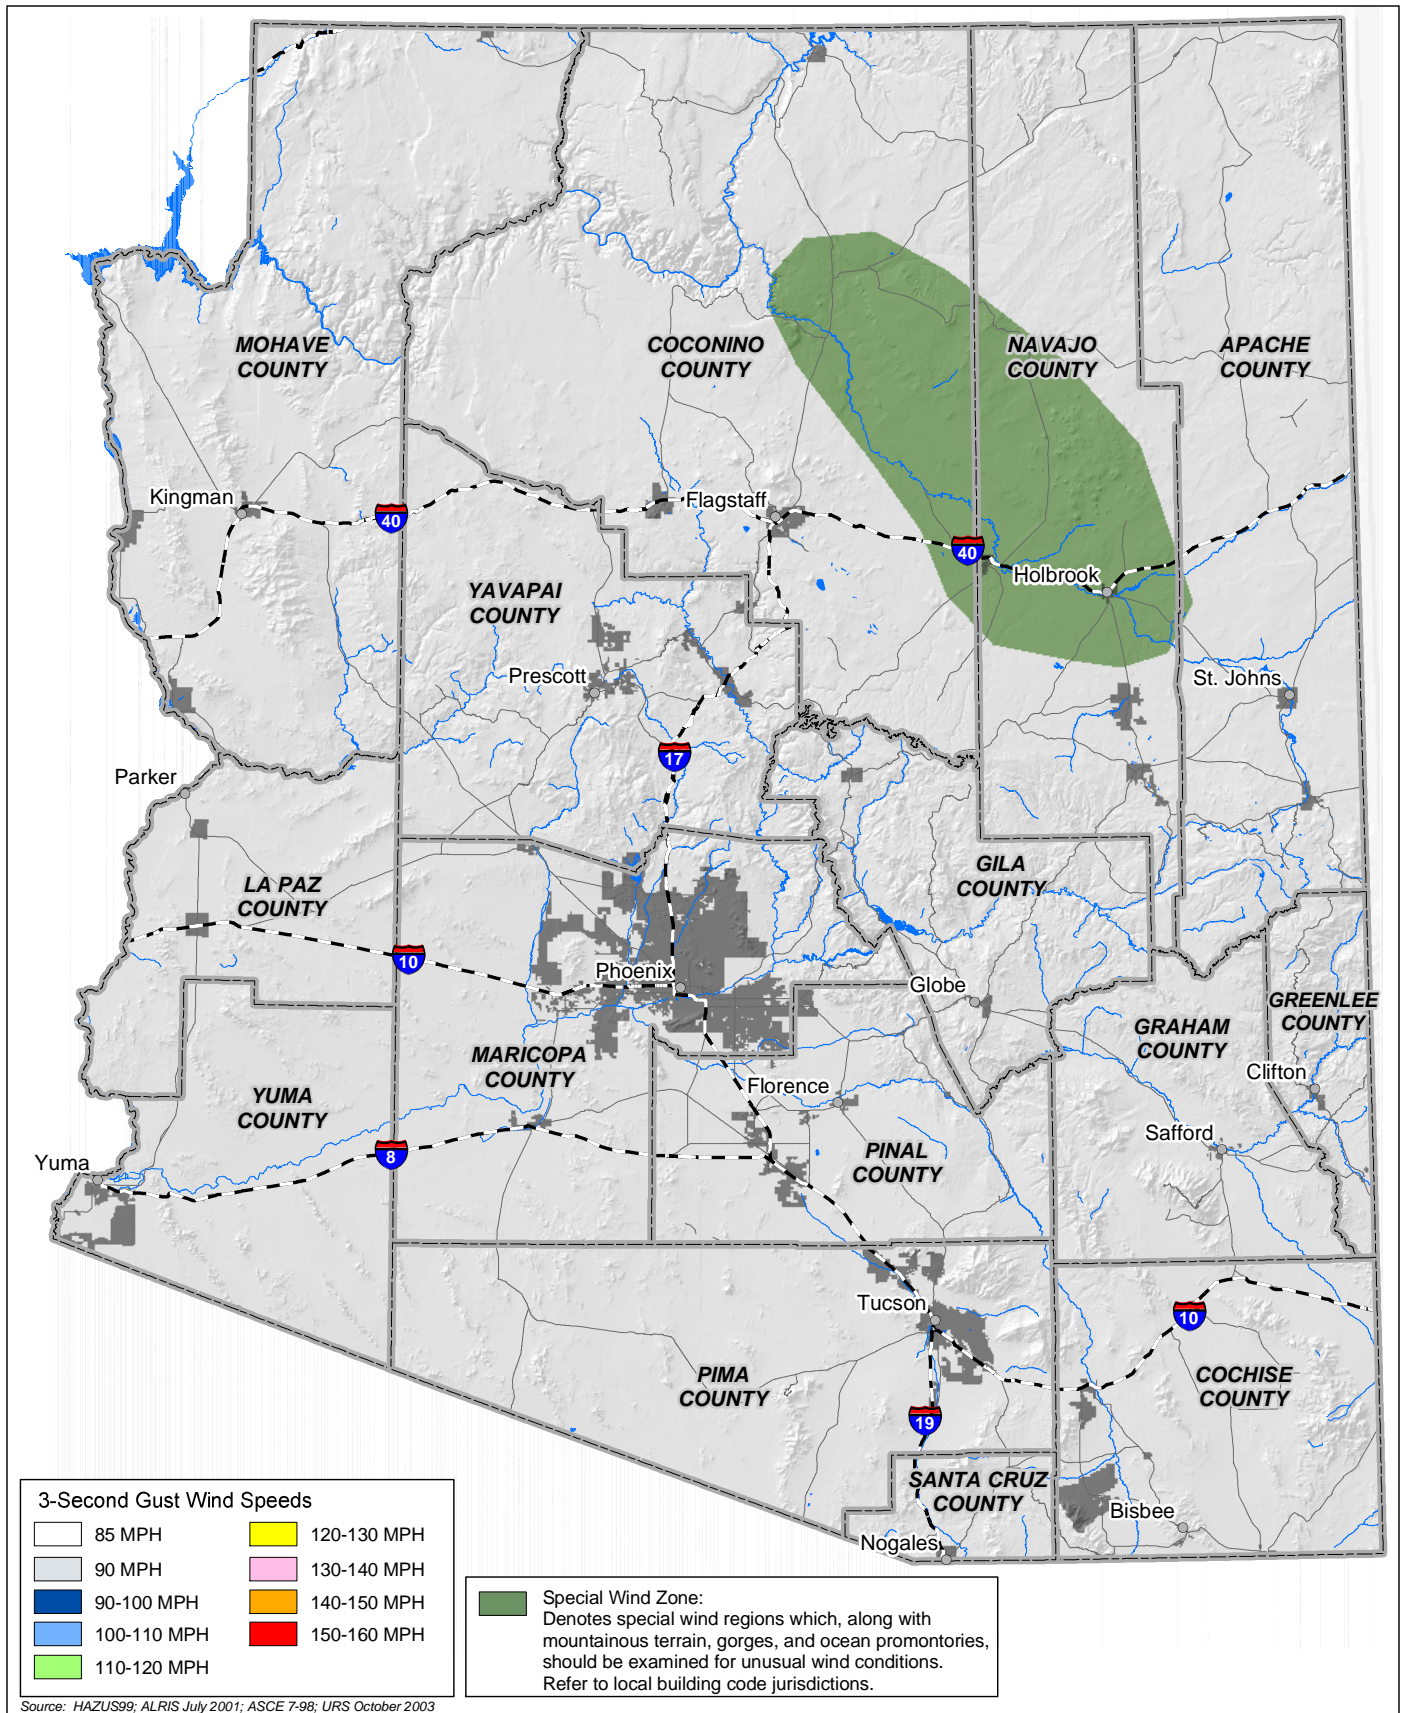 MOHAVE
COUNTY
COCONINO
COUNTY
NAVAJO
COUNTY
APACHE
COUNTY
Kingman
40
Flagstaff
40
Holbrook
YAVAPAI
COUNTY
Prescott
St. Johns
17
Parker
LA PAZ
COUNTY
GILA
COUNTY
10
Phoenix
Globe
GREENLEE
COUNTY
GRAHAM
COUNTY
MARICOPA
COUNTY
Florence
Clifton
YUMA
COUNTY
Safford
PINAL
COUNTY
8
Yuma
Tucson
10
PIMA
COUNTY
COCHISE
COUNTY
19
SANTA CRUZ
COUNTY
Bisbee
Nogales
3-Second Gust Wind Speeds
85 MPH
90 MPH
90-100 MPH
100-110 MPH
110-120 MPH
120-130 MPH
130-140 MPH
140-150 MPH
150-160 MPH
Special Wind Zone:
Denotes special wind regions which, along with
mountainous terrain, gorges, and ocean promontories,
should be examined for unusual wind conditions.
Refer to local building code jurisdictions.
Source: HAZUS99; ALRIS July 2001; ASCE 7-98; URS October 2003